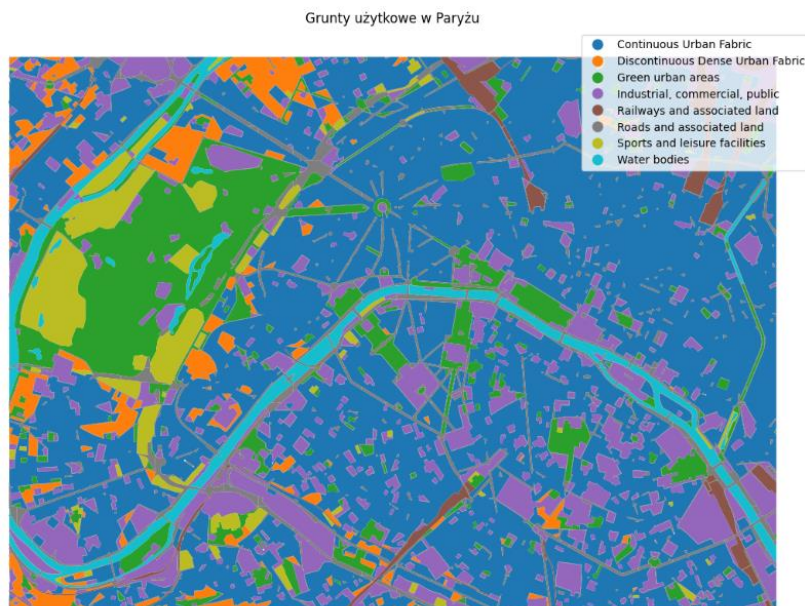 Grunty użytkowe w Paryżu
Continuous Urban Fabric
Discontinuous Dense Urban Fabric
Green urban areas
Industrial, commercial, public
Railways and associated land
Roads and associated land
Sports and leisure facilities
Water bodies